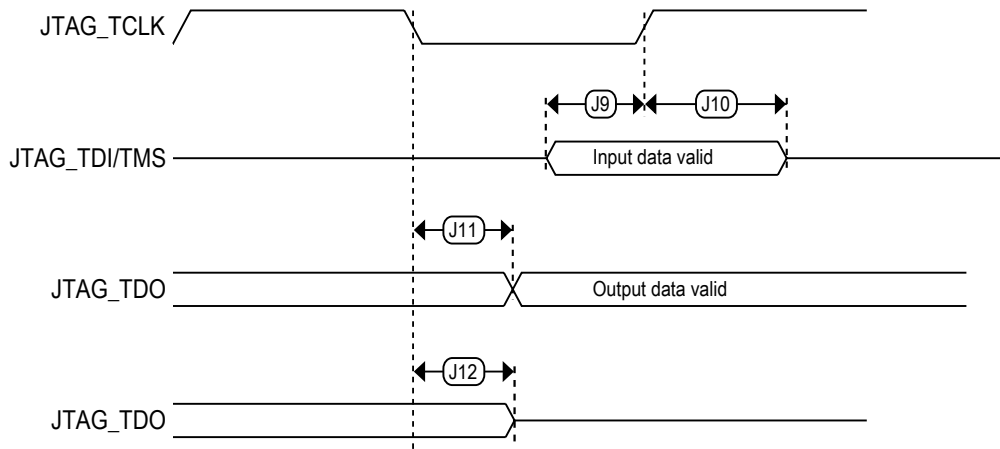 JTAG_TCLK
J9
J10
JTAG_TDI/TMS
Input data valid
J11
JTAG_TDO
Output data valid
J12
JTAG_TDO